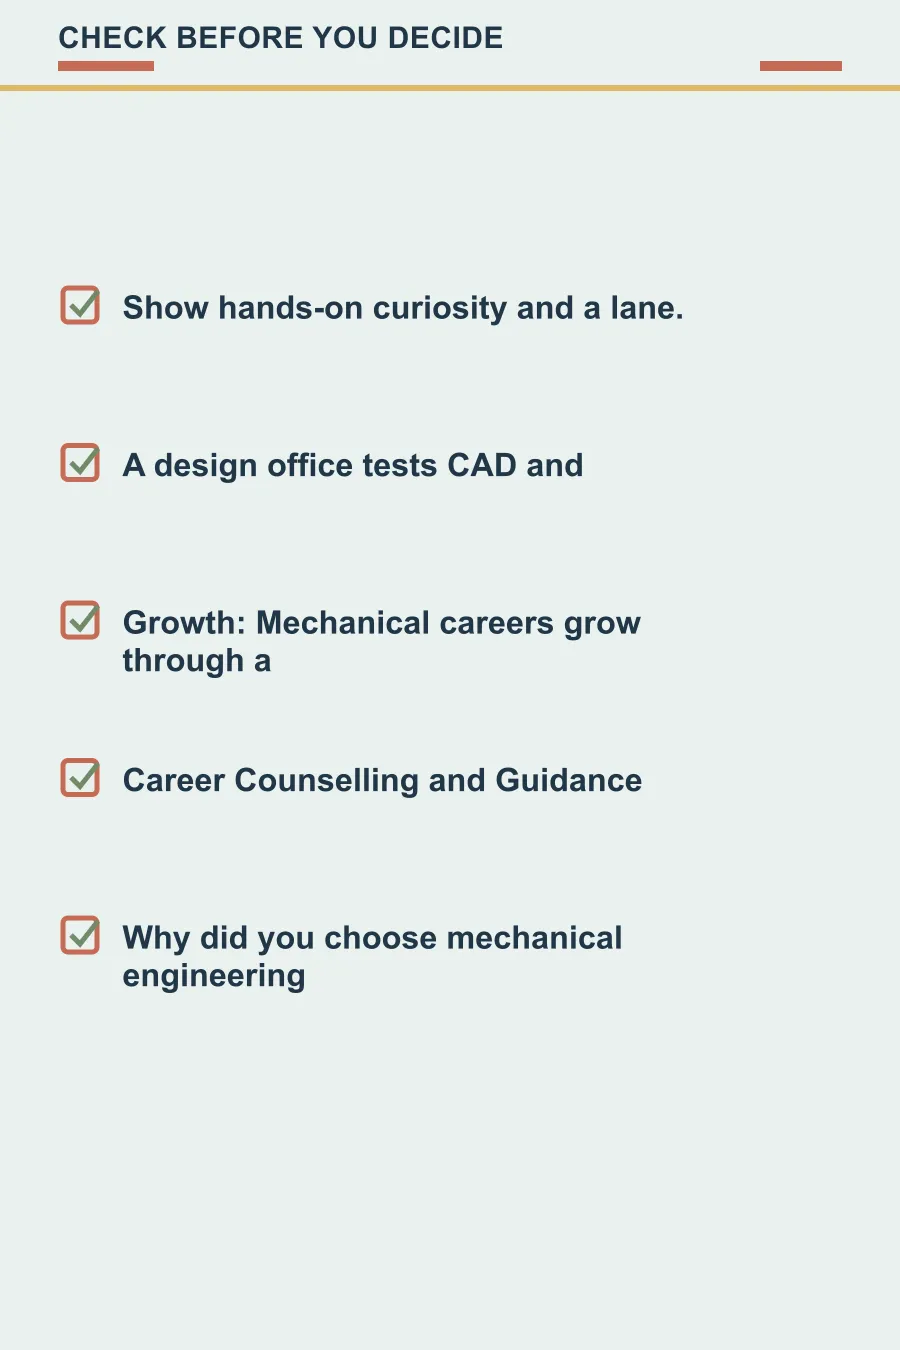 CHECK BEFORE YOU DECIDE
Show hands-on curiosity and a lane.
A design office tests CAD and
Growth: Mechanical careers grow
through a
Career Counselling and Guidance
Why did you choose mechanical
engineering